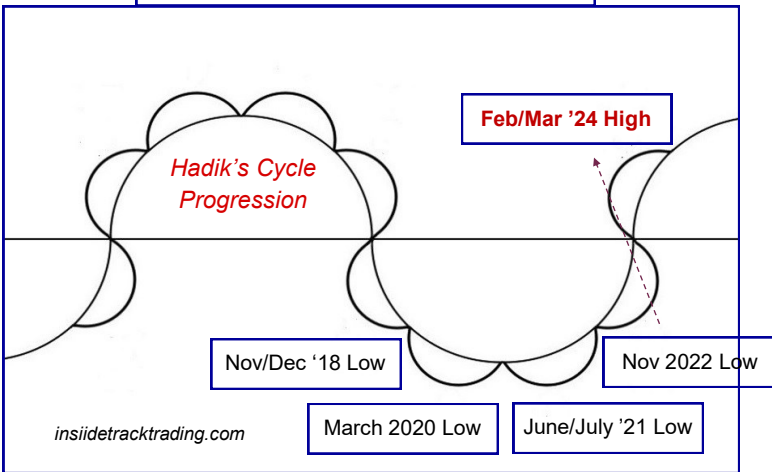 Feb/Mar '24 High
Hadik's Cycle
Progression
Nov/Dec ‘18 Low
Nov 2022 Low
March 2020 Low
June/July ’21 Low
insiidetracktrading.com